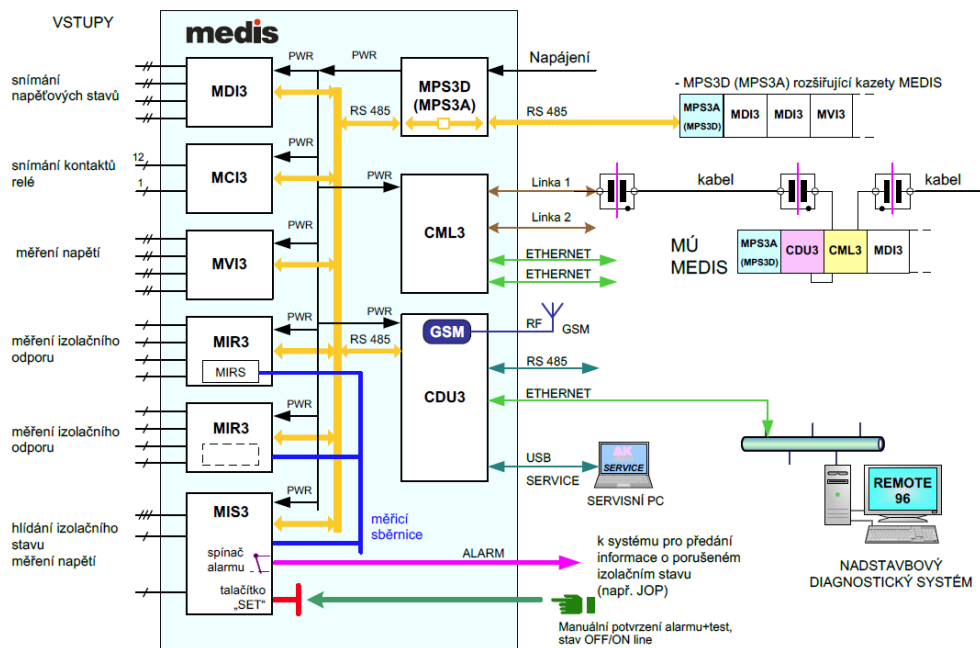 VSTUPY
medis
snímání
napěťových stavů
MDI3
PWR
PWR
MPS3D
(MPS3A)
Napájení
RS 485
RS 485
- MPS3D (MPS3A) rozšiřující kazety MEDIS
MPS3A
(MPS3D)
MDI3
MDI3
MVI3
snímání kontaktů
relé
12
1
MCI3
PWR
PWR
CML3
Linka 1
Linka 2
ETHERNET
ETHERNET
kabel
kabel
MÚ
MEDIS
MPS3A
(MPS3D)
CDU3
CML3
MDI3
měření napětí
MVI3
PWR
měření izolačního
odporu
MIR3
MIRS
PWR
PWR
RS 485
GSM
CDU3
RF
GSM
RS 485
ETHERNET
USB
SERVICE
AK
SERVICE
SERVISNÍ PC
REMOTE
96
NADSTAVBOVÝ
DIAGNOSTICKÝ SYSTÉM
měření izolačního
odporu
MIR3
PWR
hlídání izolačního
stavu
měření napětí
MIS3
PWR
spínač
alarmu
talačítko
„SET“
měřicí
sběrnice
ALARM
k systému pro předání
informace o porušeném
izolačním stavu
(např. JOP)
Manuální potvrzení alarmu+test,
stav OFF/ON line